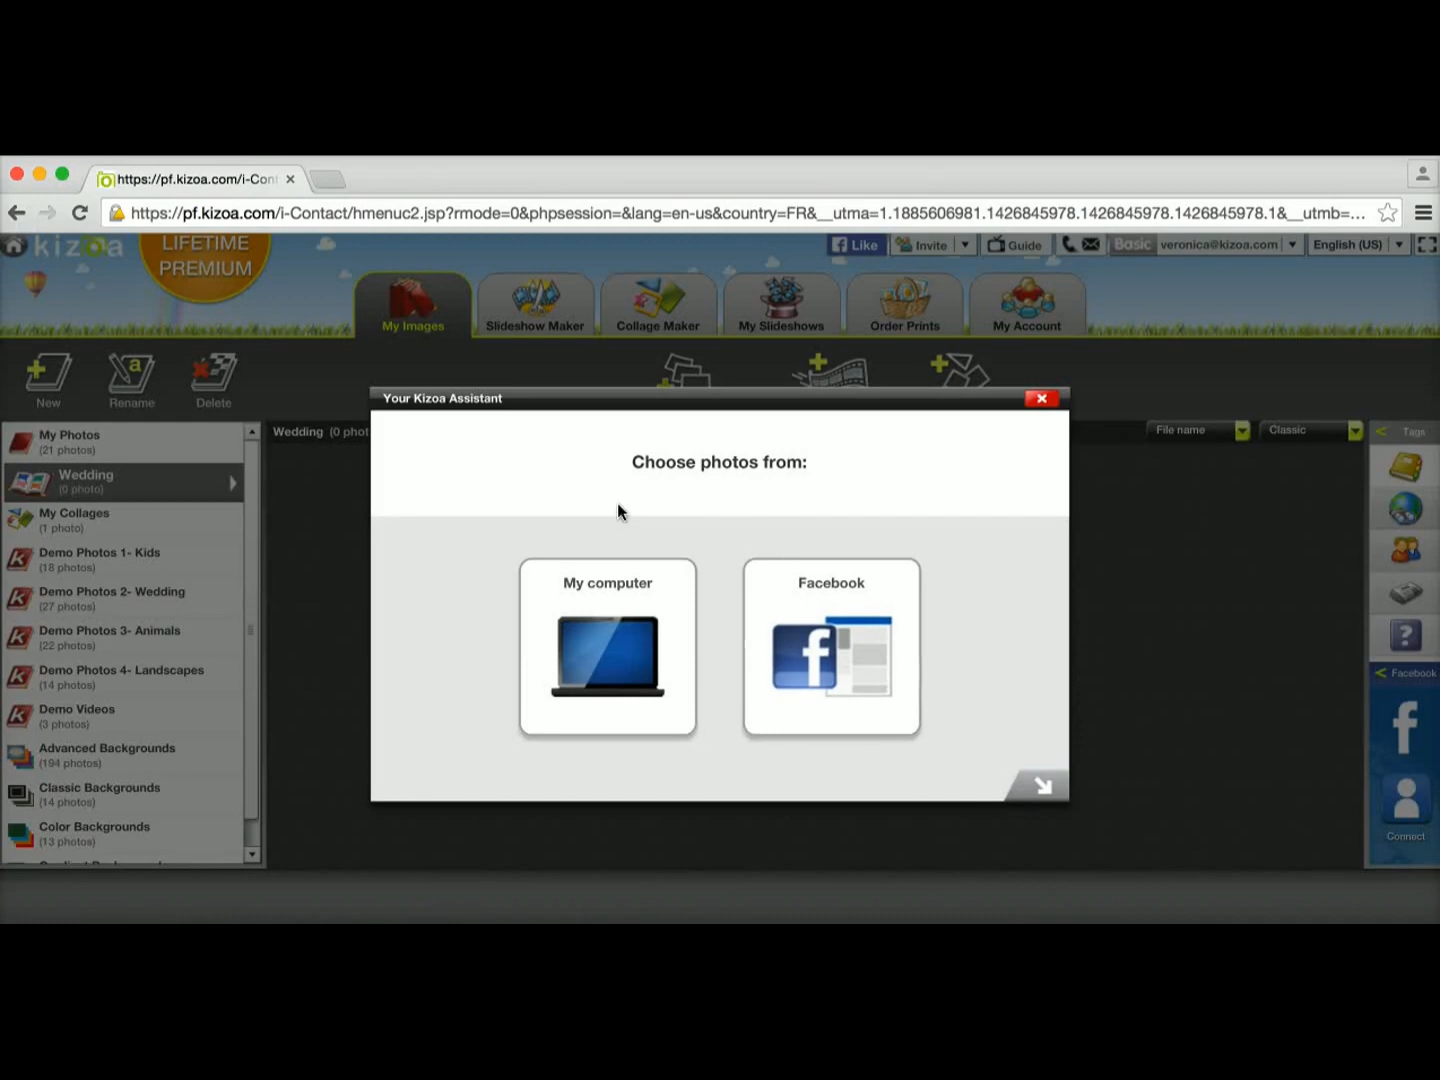 https://pf.kizoa.com/i-Con
https://pf.kizoa.com/i-Contact/hmenuc2.jsp?rmode=0&phpsession=&lang=en-us&country=FR&__utma=1.1885606981.1426845978.1426845978.1426845978.1&__utmb=...
kizoa
LIFETIME
PREMIUM
Like
Invite
Guide
Basic
veronica@kizoa.com
English (US)
My Images
Slideshow Maker
Collage Maker
My Slideshows
Order Prints
My Account
New
Rename
Delete
Your Kizoa Assistant
Choose photos from:
My computer
Facebook
My Photos
(21 photos)
Wedding
(0 photo)
My Collages
(1 photo)
Demo Photos 1- Kids
(18 photos)
Demo Photos 2- Wedding
(27 photos)
Demo Photos 3- Animals
(22 photos)
Demo Photos 4- Landscapes
(14 photos)
Demo Videos
(3 photos)
Advanced Backgrounds
(194 photos)
Classic Backgrounds
(14 photos)
Color Backgrounds
(13 photos)
Wedding (0 phot
File name
Classic
Tags
Facebook
Connect